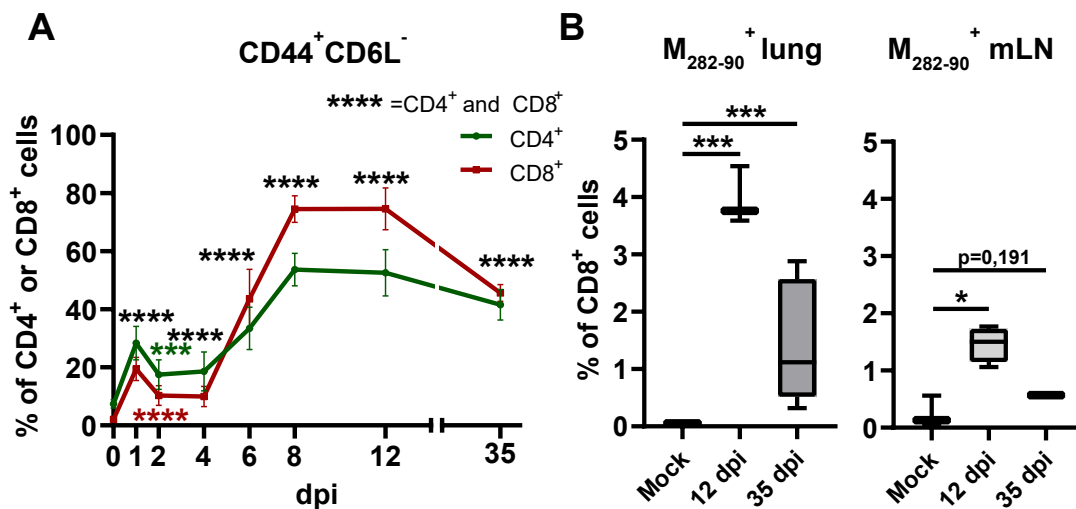 A
CD44⁺CD6L⁻
**** =CD4⁺ and CD8⁺
CD4⁺
CD8⁺
% of CD4⁺ or CD8⁺ cells
100
80
60
40
20
0
****
****
****
****
****
****
***
****
0 1 2 4 6 8 12 35
dpi
B
M₂₈₂₋₉₀⁺ lung
% of CD8⁺ cells
5
4
3
2
1
0
***
***
Mock
12 dpi
35 dpi
M₂₈₂₋₉₀⁺ mLN
5
4
3
2
1
0
p=0,191
*
Mock
12 dpi
35 dpi